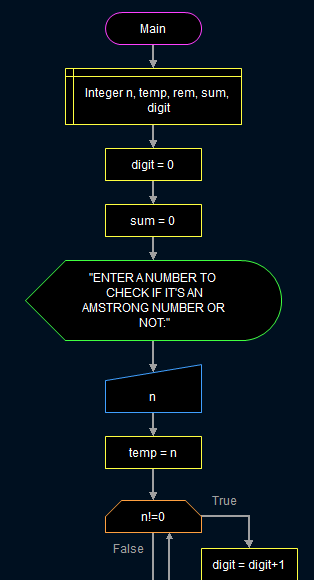 Main
Integer n, temp, rem, sum,
digit
digit = 0
sum = 0
"ENTER A NUMBER TO
CHECK IF IT'S AN
AMSTRONG NUMBER OR
NOT:"
n
temp = n
n!=0
True
False
digit = digit+1